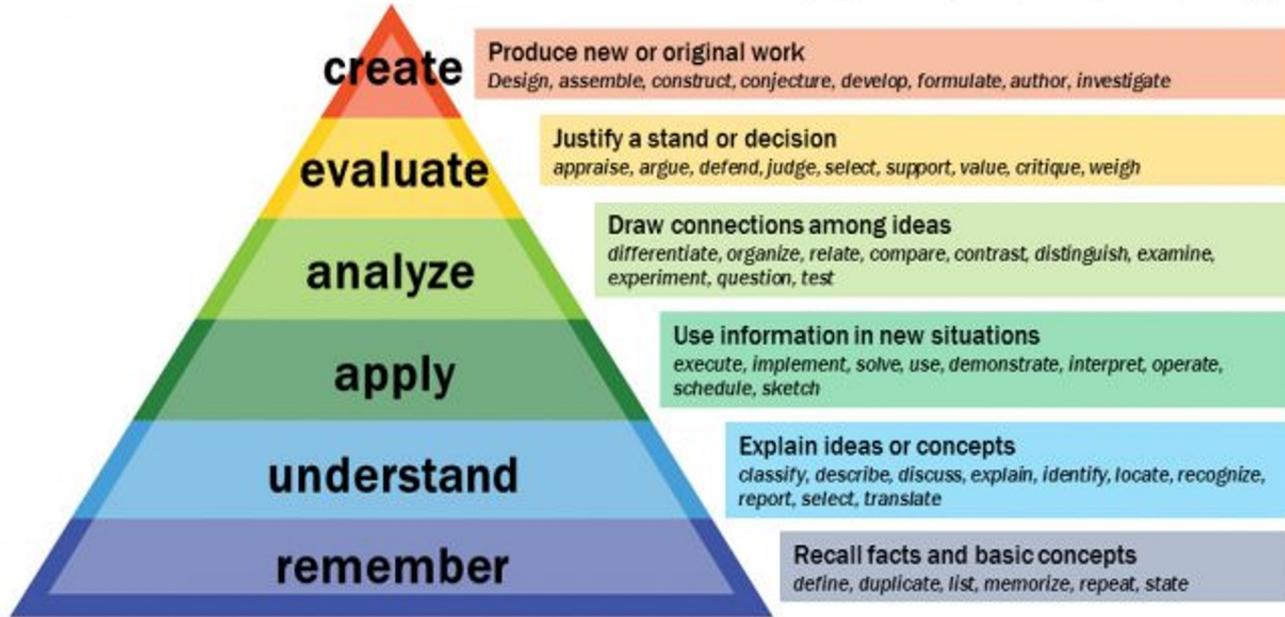 create
Produce new or original work
Design, assemble, construct, conjecture, develop, formulate, author, investigate
evaluate
Justify a stand or decision
appraise, argue, defend, judge, select, support, value, critique, weigh
analyze
Draw connections among ideas
differentiate, organize, relate, compare, contrast, distinguish, examine,
experiment, question, test
apply
Use information in new situations
execute, implement, solve, use, demonstrate, interpret, operate,
schedule, sketch
understand
Explain ideas or concepts
classify, describe, discuss, explain, identify, locate, recognize,
report, select, translate
remember
Recall facts and basic concepts
define, duplicate, list, memorize, repeat, state